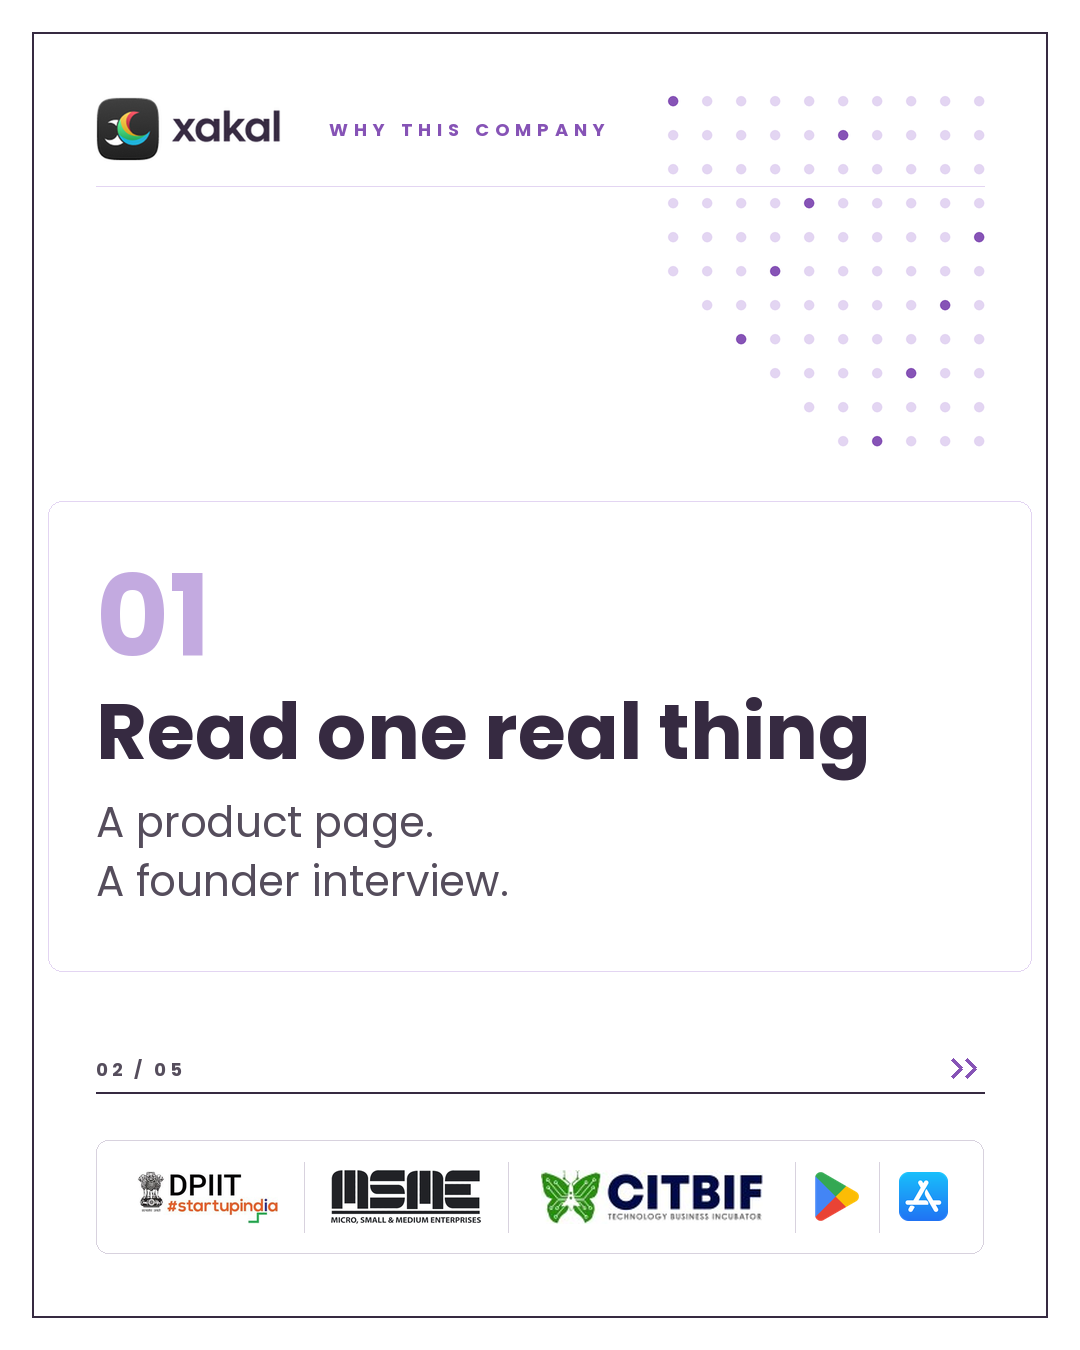 xakal
WHY THIS COMPANY
01
Read one real thing
A product page.
A founder interview.
02 / 05
DPIIT
#startupindia
MSME
MICRO, SMALL & MEDIUM ENTERPRISES
CITBIF
TECHNOLOGY BUSINESS INCUBATOR